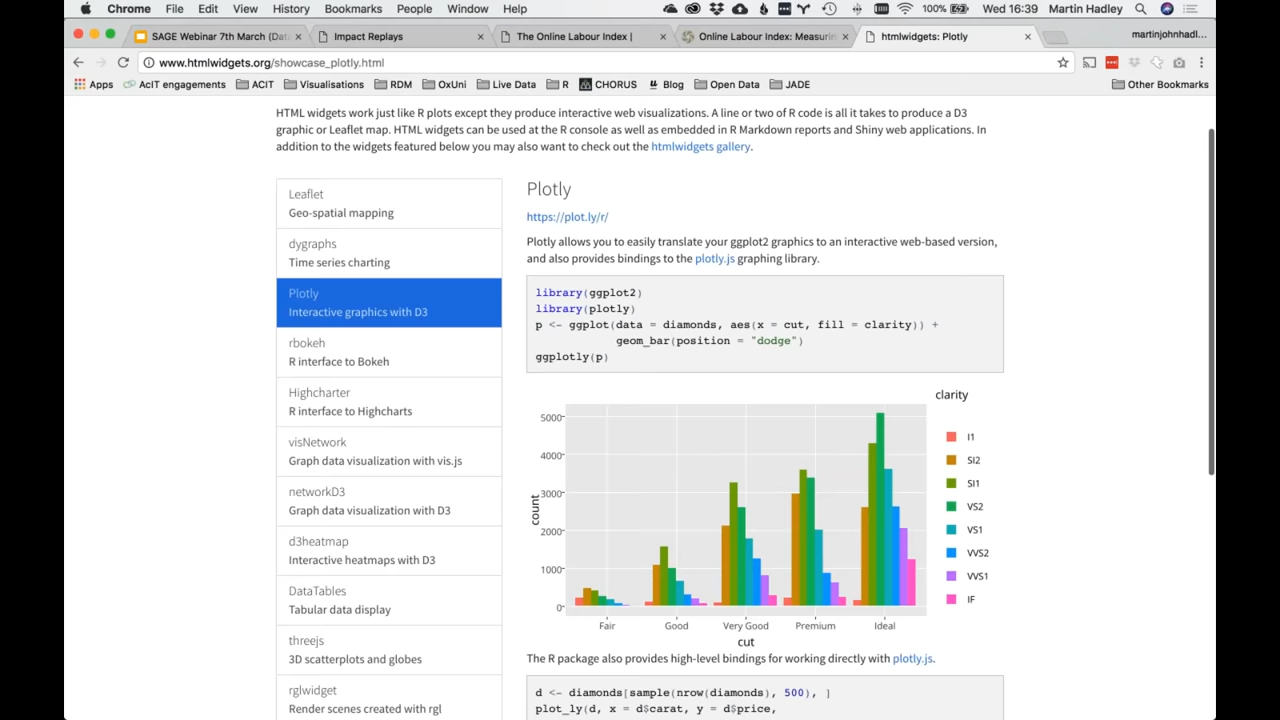 Chrome File Edit View History Bookmarks People Window Help 100% Wed 16:39 Martin Hadley
SAGE Webinar 7th March (Dat × Impact Replays × The Online Labour Index | × Online Labour Index: Measurin × htmlwidgets: Plotly × martinjohnhadl...
www.htmlwidgets.org/showcase_plotly.html
Apps AcIT engagements ACIT Visualisations RDM OxUni Live Data R CHORUS Blog Open Data JADE Other Bookmarks
HTML widgets work just like R plots except they produce interactive web visualizations. A line or two of R code is all it takes to produce a D3
graphic or Leaflet map. HTML widgets can be used at the R console as well as embedded in R Markdown reports and Shiny web applications. In
addition to the widgets featured below you may also want to check out the htmlwidgets gallery.
Leaflet
Geo-spatial mapping
dygraphs
Time series charting
Plotly
Interactive graphics with D3
rbokeh
R interface to Bokeh
Highcharter
R interface to Highcharts
visNetwork
Graph data visualization with vis.js
networkD3
Graph data visualization with D3
d3heatmap
Interactive heatmaps with D3
DataTables
Tabular data display
threejs
3D scatterplots and globes
rglwidget
Render scenes created with rgl
Plotly
https://plot.ly/r/
Plotly allows you to easily translate your ggplot2 graphics to an interactive web-based version,
and also provides bindings to the plotly.js graphing library.
library(ggplot2)
library(plotly)
p <- ggplot(data = diamonds, aes(x = cut, fill = clarity)) +
geom_bar(position = "dodge")
ggplotly(p)
clarity
I1
SI2
SI1
VS2
VS1
VVS2
VVS1
IF
5000
4000
3000
2000
1000
0
count
Fair Good Very Good Premium Ideal
cut
The R package also provides high-level bindings for working directly with plotly.js.
d <- diamonds[sample(nrow(diamonds), 500), ]
plot_ly(d, x = d$carat, y = d$price,